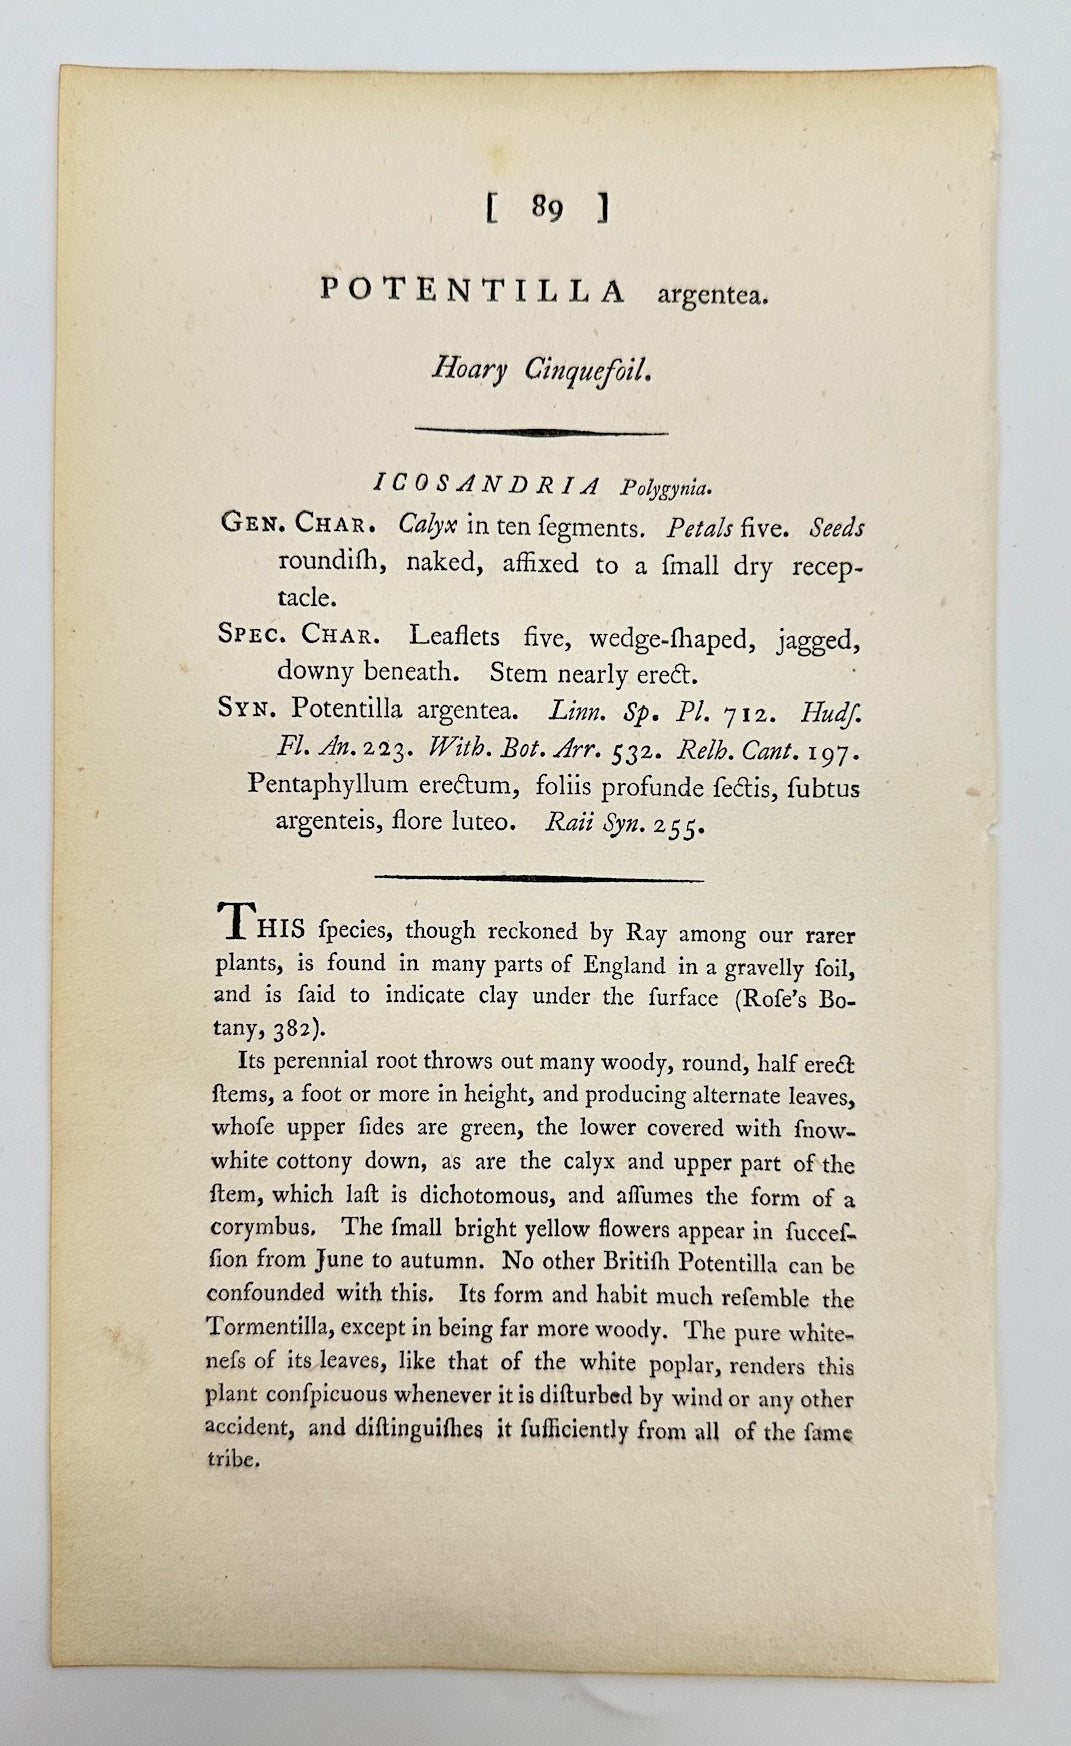 [ 89 ]
POTENTILLA argentea.
Hoary Cinquefoil.
ICOSANDRIA Polygynia.
GEN. CHAR. Calyx in ten ſegments. Petals five. Seeds
roundiſh, naked, affixed to a ſmall dry recep-
tacle.
SPEC. CHAR. Leaflets five, wedge-ſhaped, jagged,
downy beneath. Stem nearly erect.
SYN. Potentilla argentea. Linn. Sp. Pl. 712. Hudſ.
Fl. An. 223. With. Bot. Arr. 532. Relh. Cant. 197.
Pentaphyllum erectum, foliis profunde ſectis, ſubtus
argenteis, flore luteo. Raii Syn. 255.
THIS ſpecies, though reckoned by Ray among our rarer
plants, is found in many parts of England in a gravelly ſoil,
and is ſaid to indicate clay under the ſurface (Roſe's Bo-
tany, 382).
Its perennial root throws out many woody, round, half erect
ſtems, a foot or more in height, and producing alternate leaves,
whoſe upper ſides are green, the lower covered with ſnow-
white cottony down, as are the calyx and upper part of the
ſtem, which laſt is dichotomous, and aſſumes the form of a
corymbus. The ſmall bright yellow flowers appear in ſucceſ-
ſion from June to autumn. No other Britiſh Potentilla can be
confounded with this. Its form and habit much reſemble the
Tormentilla, except in being far more woody. The pure white-
neſs of its leaves, like that of the white poplar, renders this
plant conſpicuous whenever it is diſturbed by wind or any other
accident, and diſtinguiſhes it ſufficiently from all of the ſame
tribe.